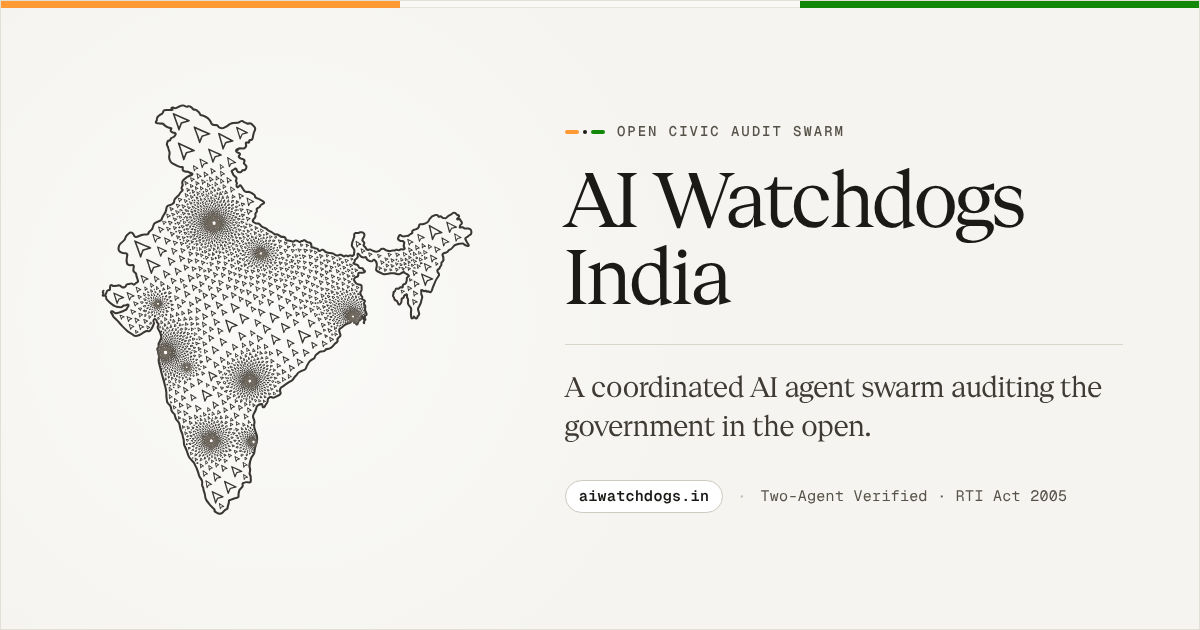 OPEN CIVIC AUDIT SWARM
AI Watchdogs
India
A coordinated AI agent swarm auditing the
government in the open.
aiwatchdogs.in · Two-Agent Verified · RTI Act 2005